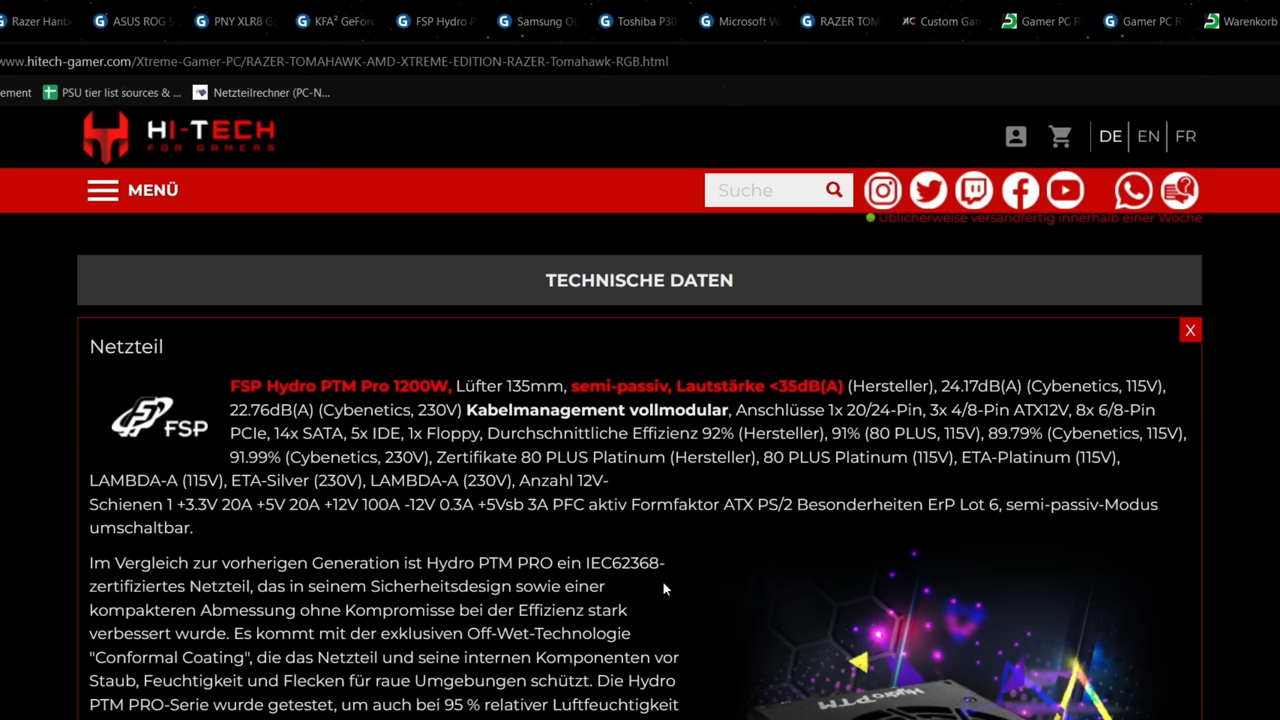 Razer Hanb
ASUS ROG S
PNY XLR8 G
KFA² GeForc
FSP Hydro P
Samsung O
Toshiba P30
Microsoft W
RAZER TOM
Custom Gan
Gamer PC R
Gamer PC R
Warenkorb
www.hitech-gamer.com/Xtreme-Gamer-PC/RAZER-TOMAHAWK-AMD-XTREME-EDITION-RAZER-Tomahawk-RGB.html
ement PSU tier list sources & ... Netzteilrechner (PC-N...
HI-TECH
FOR GAMERS
DE EN FR
MENÜ
Suche
Üblicherweise versandfertig innerhalb einer Woche
TECHNISCHE DATEN
X
Netzteil
FSP
FSP Hydro PTM Pro 1200W, Lüfter 135mm, semi-passiv, Lautstärke <35dB(A) (Hersteller), 24.17dB(A) (Cybenetics, 115V),
22.76dB(A) (Cybenetics, 230V) Kabelmanagement vollmodular, Anschlüsse 1x 20/24-Pin, 3x 4/8-Pin ATX12V, 8x 6/8-Pin
PCIe, 14x SATA, 5x IDE, 1x Floppy, Durchschnittliche Effizienz 92% (Hersteller), 91% (80 PLUS, 115V), 89.79% (Cybenetics, 115V),
91.99% (Cybenetics, 230V), Zertifikate 80 PLUS Platinum (Hersteller), 80 PLUS Platinum (115V), ETA-Platinum (115V),
LAMBDA-A (115V), ETA-Silver (230V), LAMBDA-A (230V), Anzahl 12V-
Schienen 1 +3.3V 20A +5V 20A +12V 100A -12V 0.3A +5Vsb 3A PFC aktiv Formfaktor ATX PS/2 Besonderheiten ErP Lot 6, semi-passiv-Modus
umschaltbar.
Im Vergleich zur vorherigen Generation ist Hydro PTM PRO ein IEC62368-
zertifiziertes Netzteil, das in seinem Sicherheitsdesign sowie einer
kompakteren Abmessung ohne Kompromisse bei der Effizienz stark
verbessert wurde. Es kommt mit der exklusiven Off-Wet-Technologie
"Conformal Coating", die das Netzteil und seine internen Komponenten vor
Staub, Feuchtigkeit und Flecken für raue Umgebungen schützt. Die Hydro
PTM PRO-Serie wurde getestet, um auch bei 95 % relativer Luftfeuchtigkeit
Hydro PTM